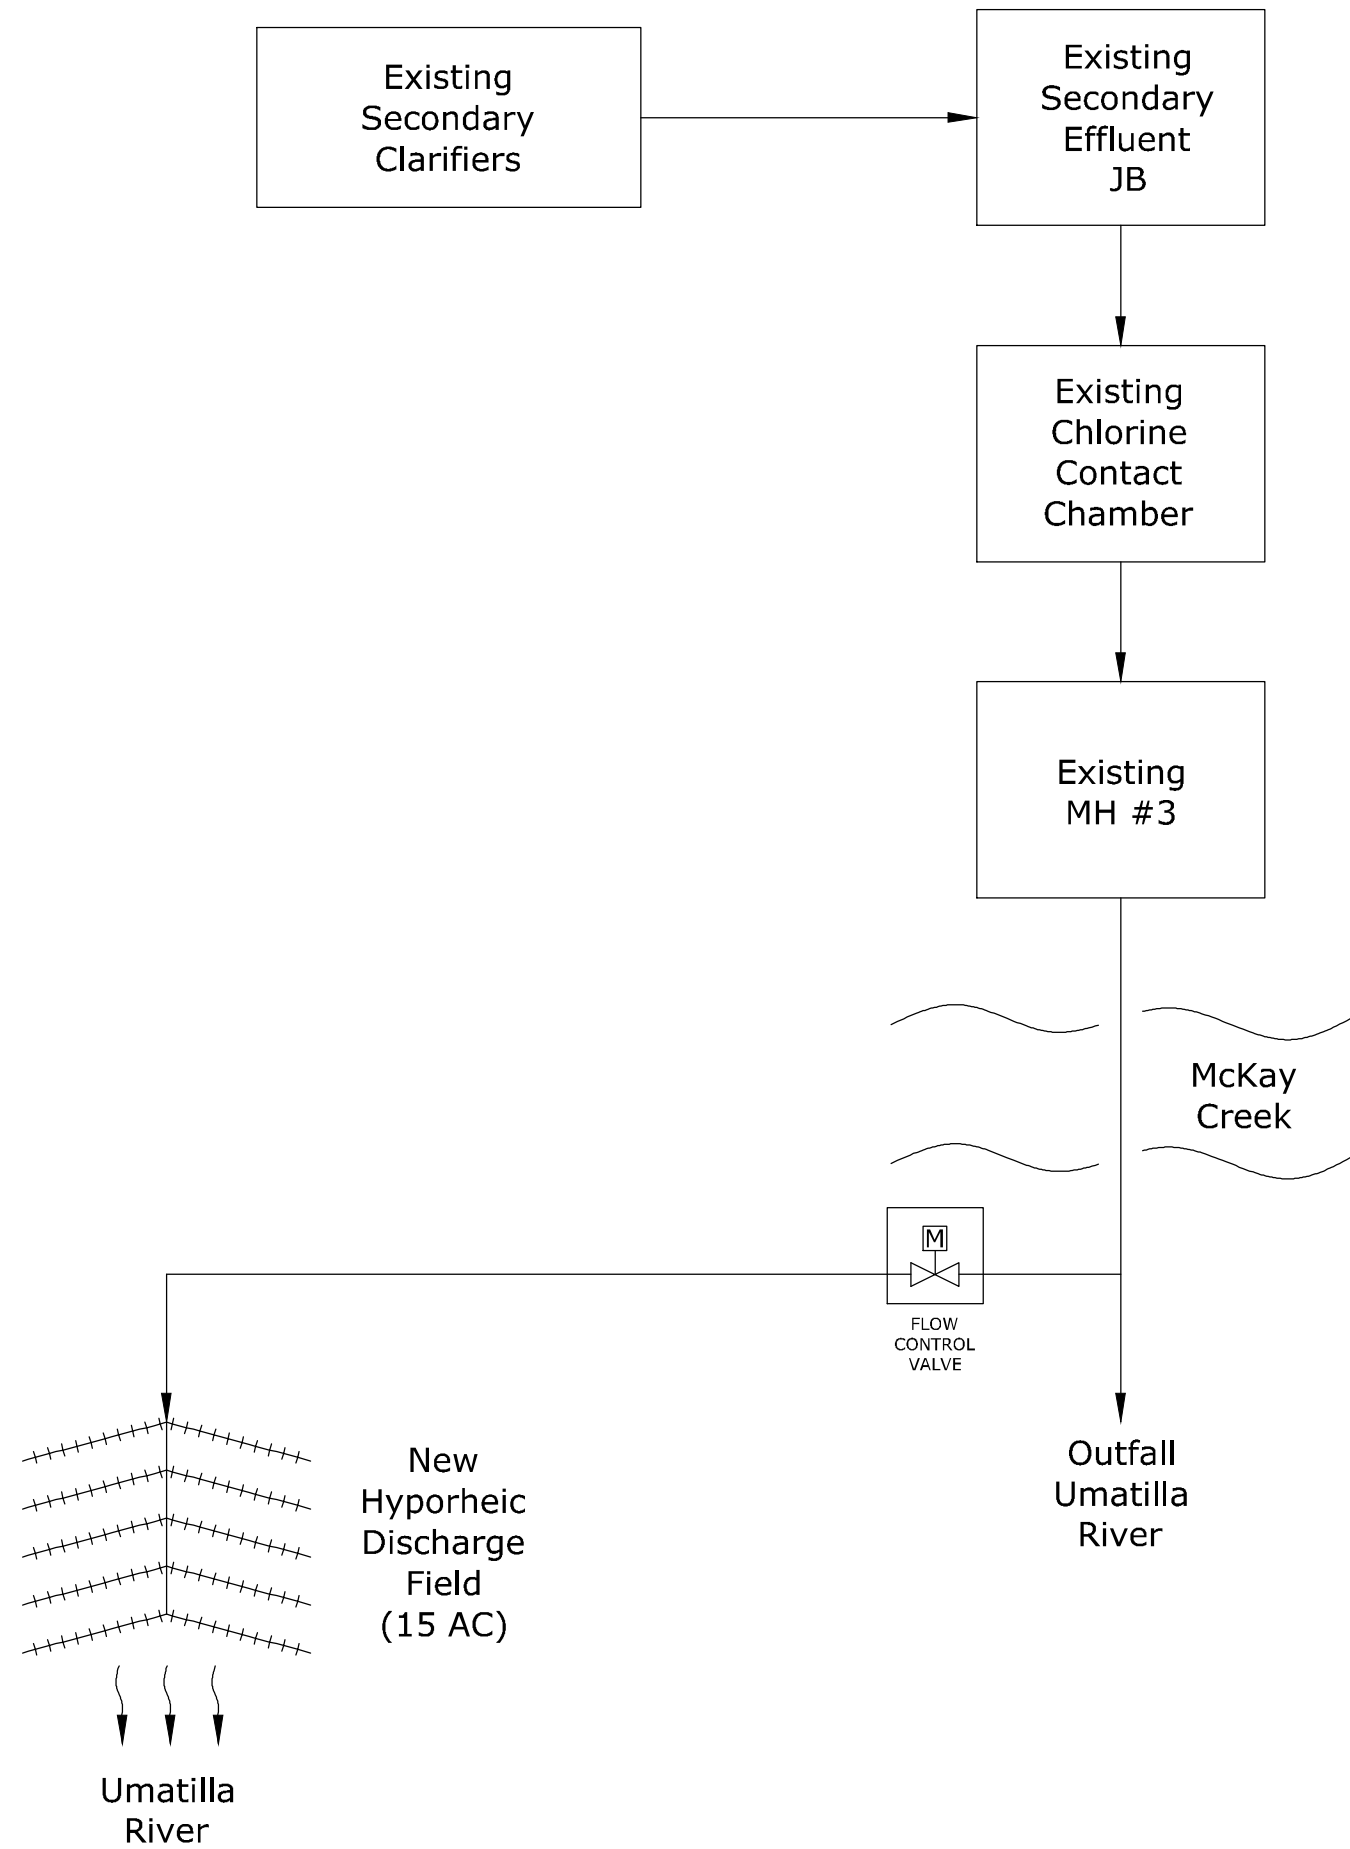 Existing
Secondary
Clarifiers
Existing
Secondary
Effluent
JB
Existing
Chlorine
Contact
Chamber
Existing
MH #3
McKay
Creek
M
FLOW
CONTROL
VALVE
New
Hyporheic
Discharge
Field
(15 AC)
Outfall
Umatilla
River
Umatilla
River